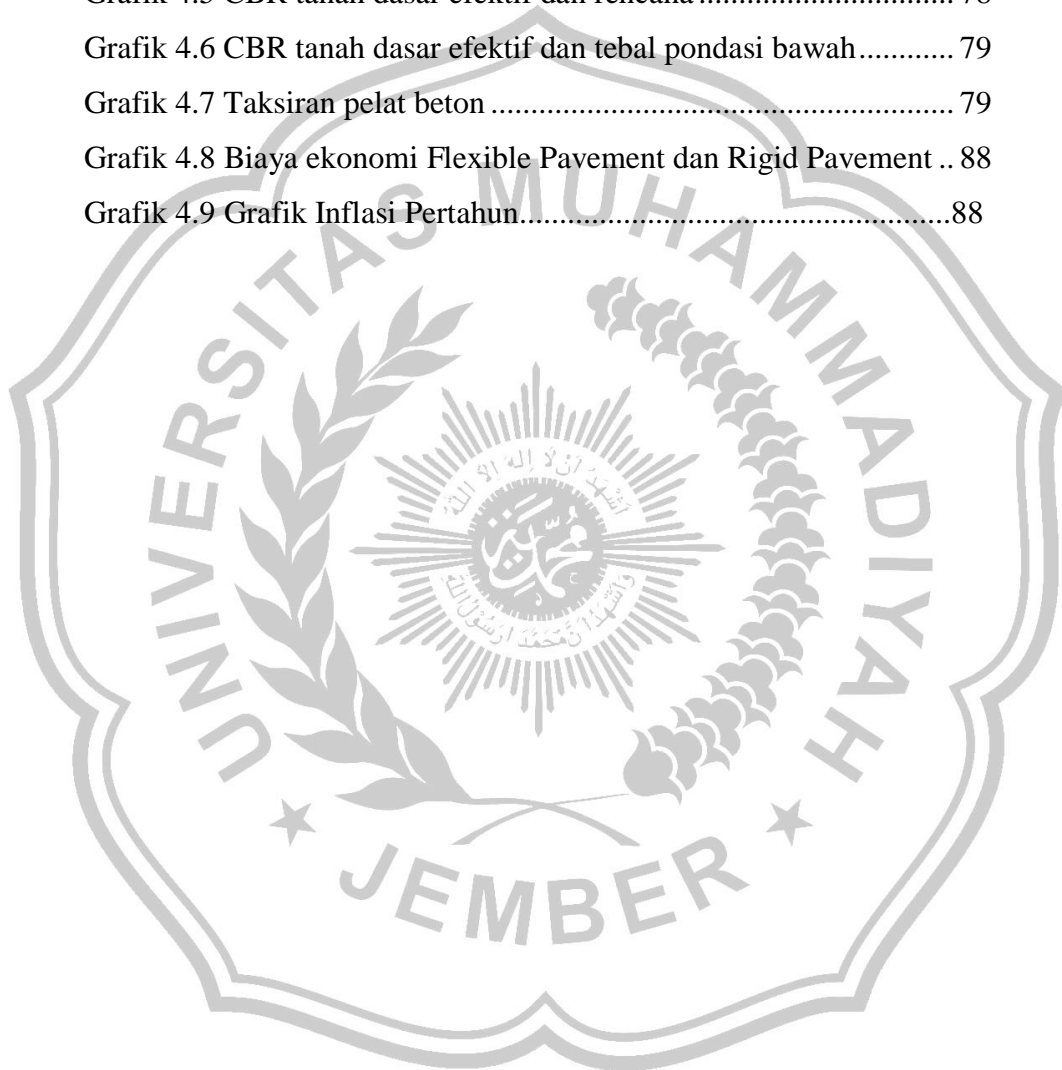 Grafik 4.6 CBR tanah dasar efektif dan tebal pondasi bawah............ 79
Grafik 4.7 Taksiran pelat beton ........................................................ 79
Grafik 4.8 Biaya ekonomi Flexible Pavement dan Rigid Pavement .. 88
Grafik 4.9 Grafik Inflasi Pertahun....................................................88
UNIVERSITAS MUHAMMADIYAH
JEMBER